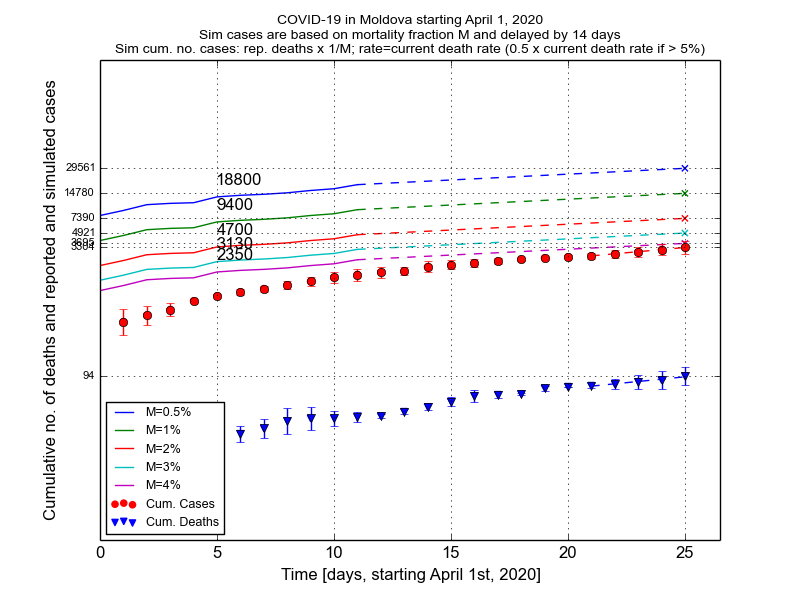 COVID-19 in Moldova starting April 1, 2020
Sim cases are based on mortality fraction M and delayed by 14 days
Sim cum. no. cases: rep. deaths x 1/M; rate=current death rate (0.5 x current death rate if > 5%)
Cumulative no. of deaths and reported and simulated cases
29561
14780
7390
4921
3695
3304
94
18800
9400
4700
3130
2350
M=0.5%
M=1%
M=2%
M=3%
M=4%
Cum. Cases
Cum. Deaths
0 5 10 15 20 25
Time [days, starting April 1st, 2020]